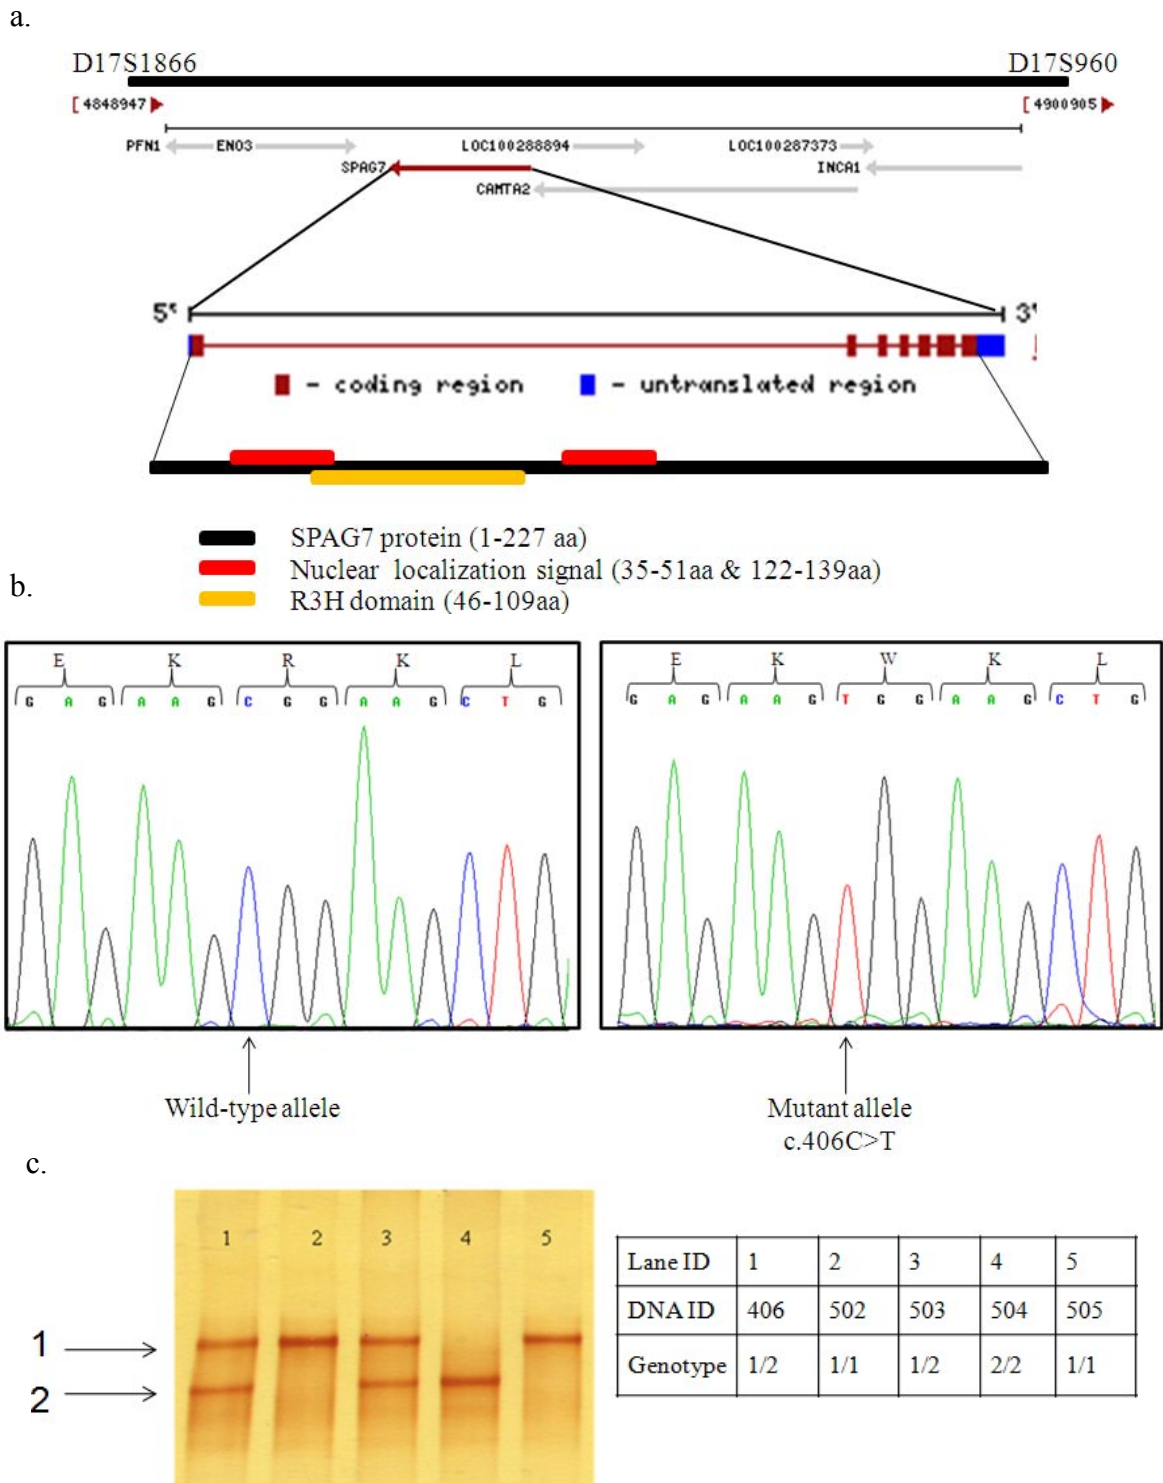 a.
D17S1866 D17S960
[ 4848947 [ 4900905
PFN1 ENO3 LOC100288894 LOC100287373
SPAG7 INCA1
CAMTA2
5' 3'
- coding region - untranslated region
SPAG7 protein (1-227 aa)
Nuclear localization signal (35-51aa & 122-139aa)
R3H domain (46-109aa)
b.
E K R K L
G A G A A G C G G A A G C T G
E K W K L
G A G A A G T G G A A G C T G
Wild-type allele
Mutant allele
c.406C>T
c.
1 2 3 4 5
1
2
Lane ID 1 2 3 4 5
DNA ID 406 502 503 504 505
Genotype 1/2 1/1 1/2 2/2 1/1